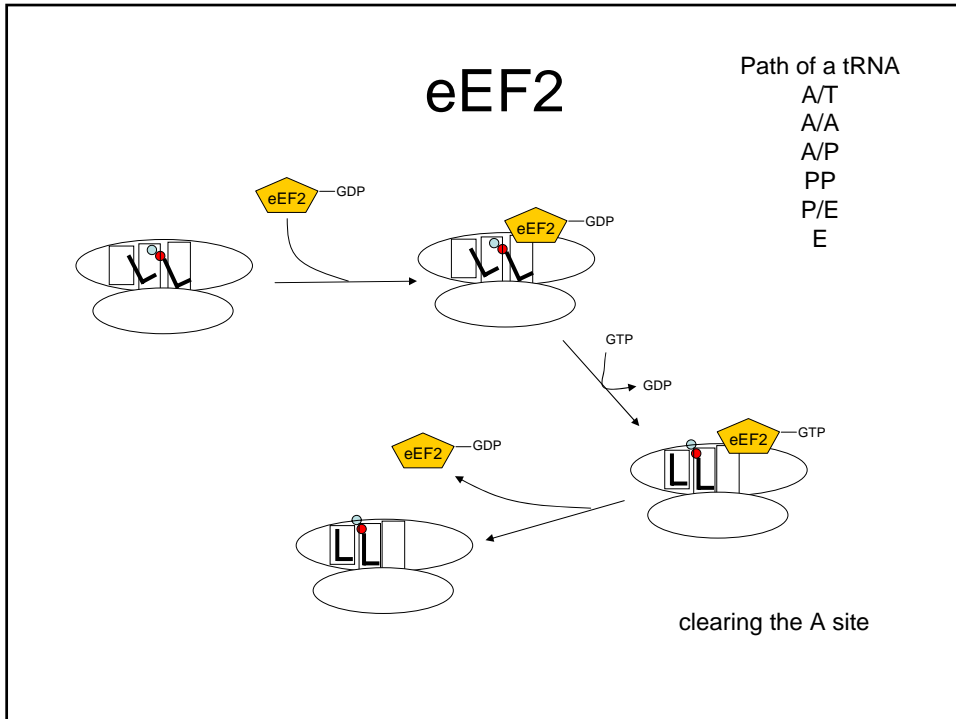 eEF2
Path of a tRNA
A/T
A/A
A/P
PP
P/E
E
eEF2
GDP
eEF2
GDP
GTP
GDP
eEF2
GTP
eEF2
GDP
clearing the A site